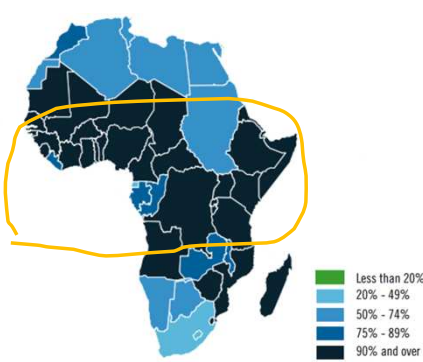 Less than 20%
20% - 49%
50% - 74%
75% - 89%
90% and over